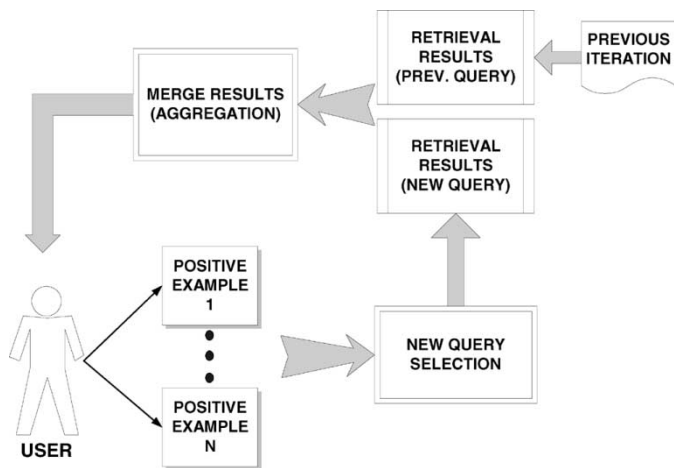 RETRIEVAL
RESULTS
(PREV. QUERY)
PREVIOUS
ITERATION
MERGE RESULTS
(AGGREGATION)
RETRIEVAL
RESULTS
(NEW QUERY)
POSITIVE
EXAMPLE
1
NEW QUERY
SELECTION
POSITIVE
EXAMPLE
N
USER